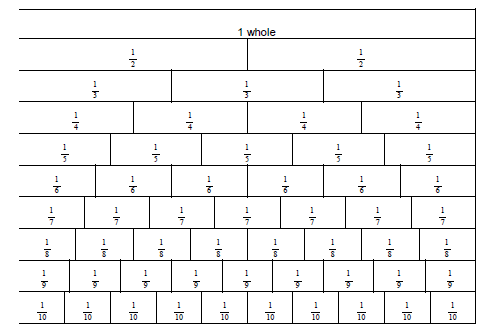 1 whole
1/2 1/2
1/3 1/3 1/3
1/4 1/4 1/4 1/4
1/5 1/5 1/5 1/5 1/5
1/6 1/6 1/6 1/6 1/6 1/6
1/7 1/7 1/7 1/7 1/7 1/7 1/7
1/8 1/8 1/8 1/8 1/8 1/8 1/8 1/8
1/9 1/9 1/9 1/9 1/9 1/9 1/9 1/9 1/9
1/10 1/10 1/10 1/10 1/10 1/10 1/10 1/10 1/10 1/10